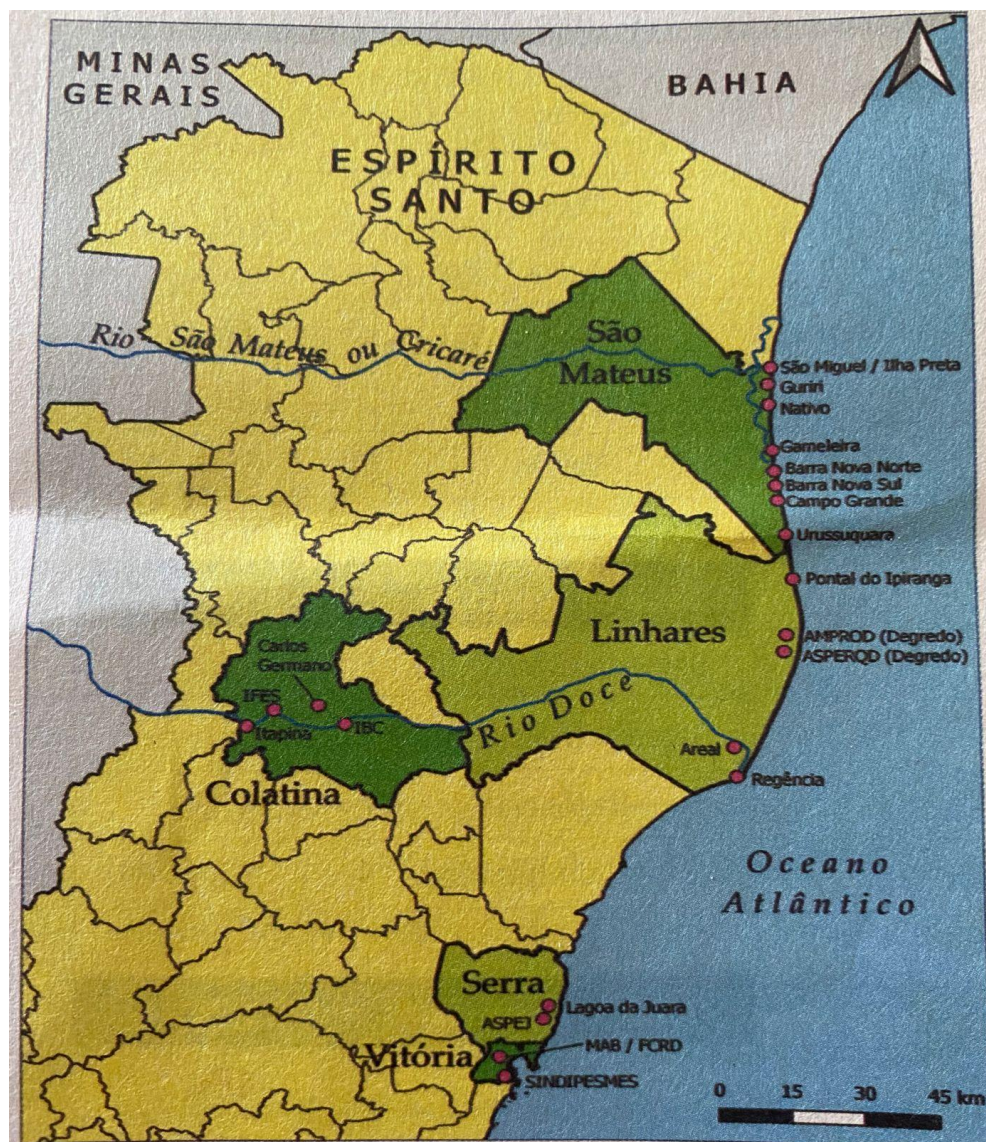 MINAS
GERAIS
BAHIA
ESPÍRITO
SANTO
Rio São Mateus ou Cricaré
São
Mateus
São Miguel / Ilha Preta
Guriri
Nativo
Gameleira
Barra Nova Norte
Barra Nova Sul
Campo Grande
Urussuquara
Pontal do Ipiranga
Linhares
AMPROD (Degredo)
ASPERQD (Degredo)
Carlos
Germano
IFES
Itapina
IBC
Rio Doce
Areal
Regência
Colatina
Oceano
Atlântico
Serra
Lagoa da Juara
ASPEJ
Vitória
MAB / FCRD
SINDIPESMES
0 15 30 45 km